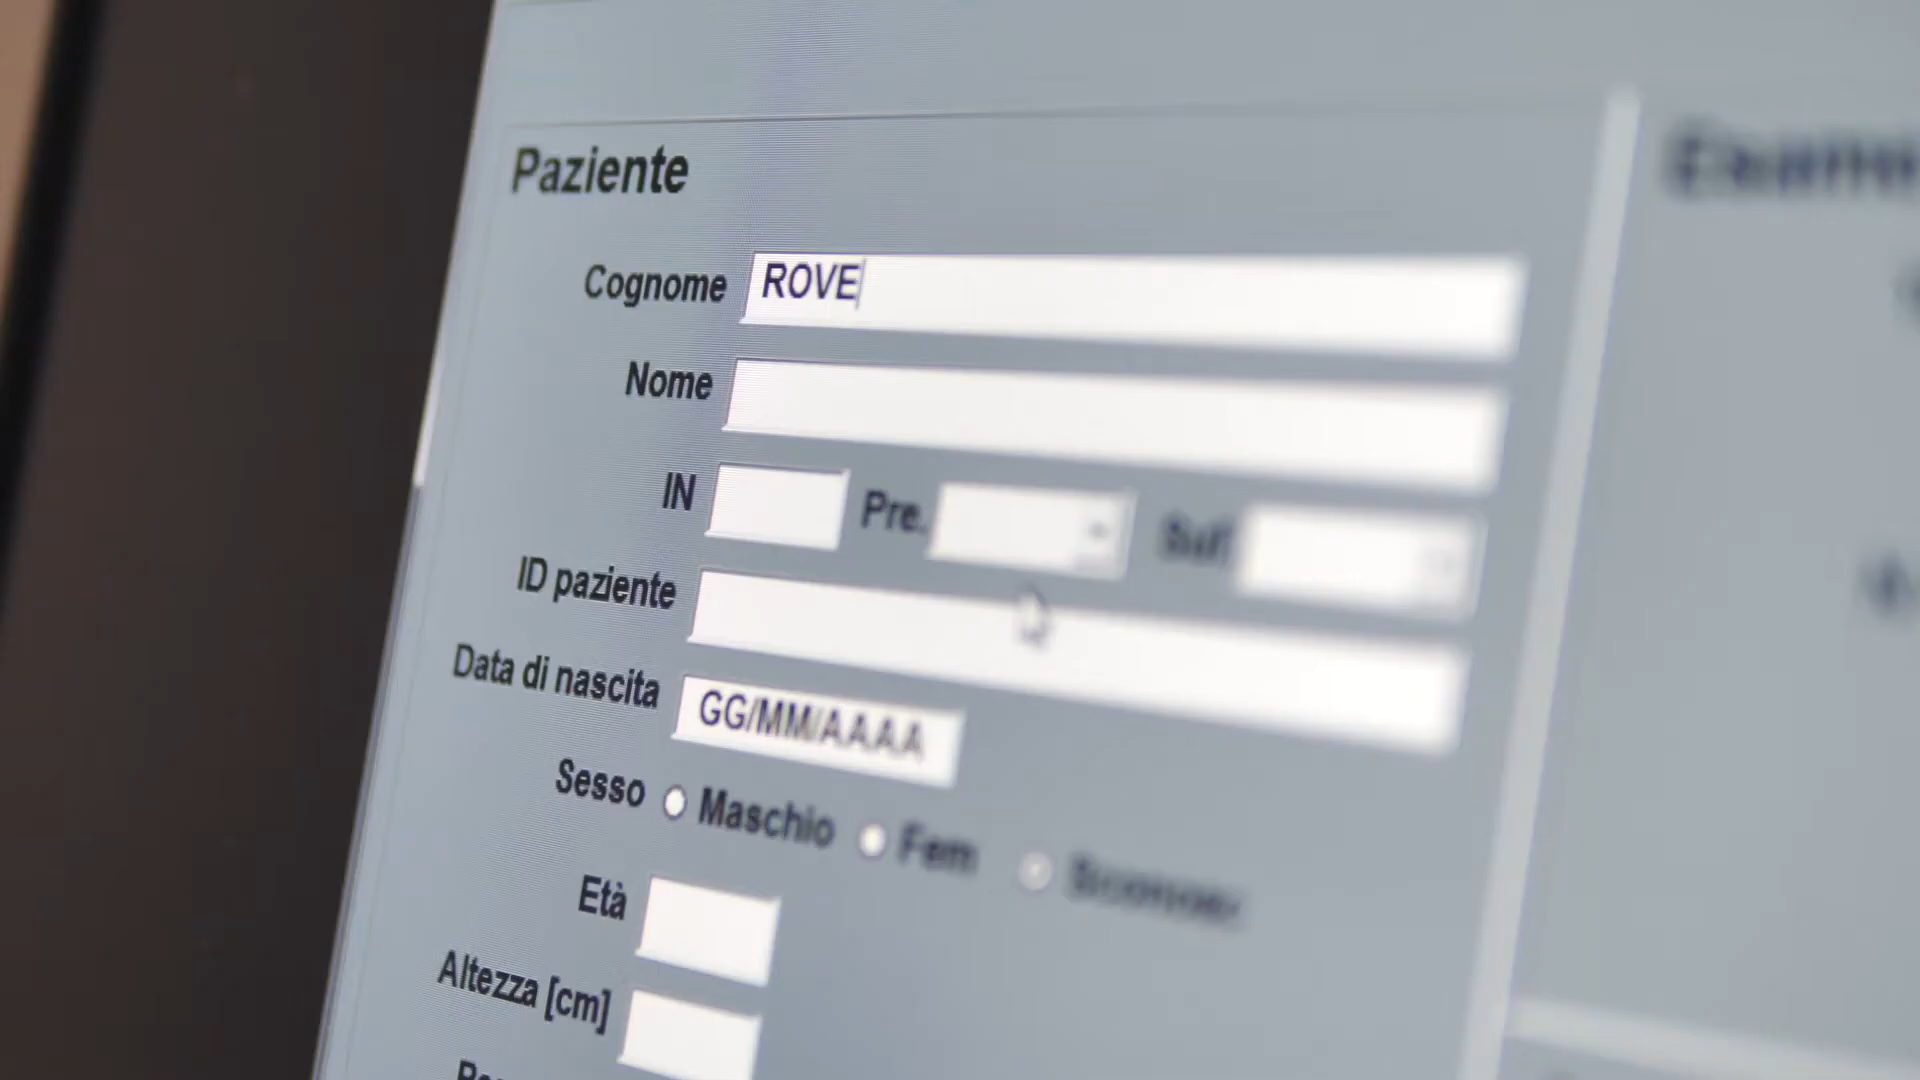 Paziente
Cognome ROVE
Nome
IN Pre. Suf
ID paziente
Data di nascita GG/MM/AAAA
Sesso Maschio Fem
Età
Altezza [cm]